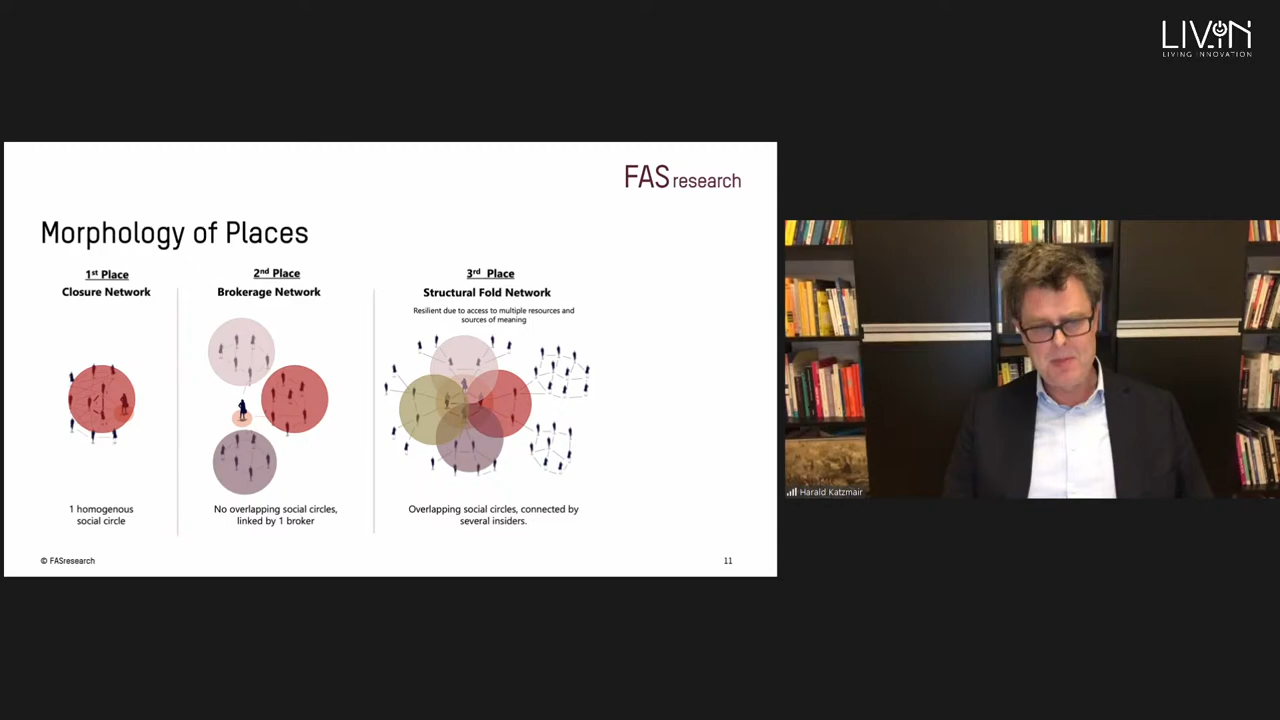 LIVIN
LIVING INNOVATION
FAS research
Morphology of Places
1st Place
Closure Network
1 homogenous
social circle
2nd Place
Brokerage Network
No overlapping social circles,
linked by 1 broker
3rd Place
Structural Fold Network
Resilient due to access to multiple resources and
sources of meaning
Overlapping social circles, connected by
several insiders.
© FASresearch
11
Harald Katzmair